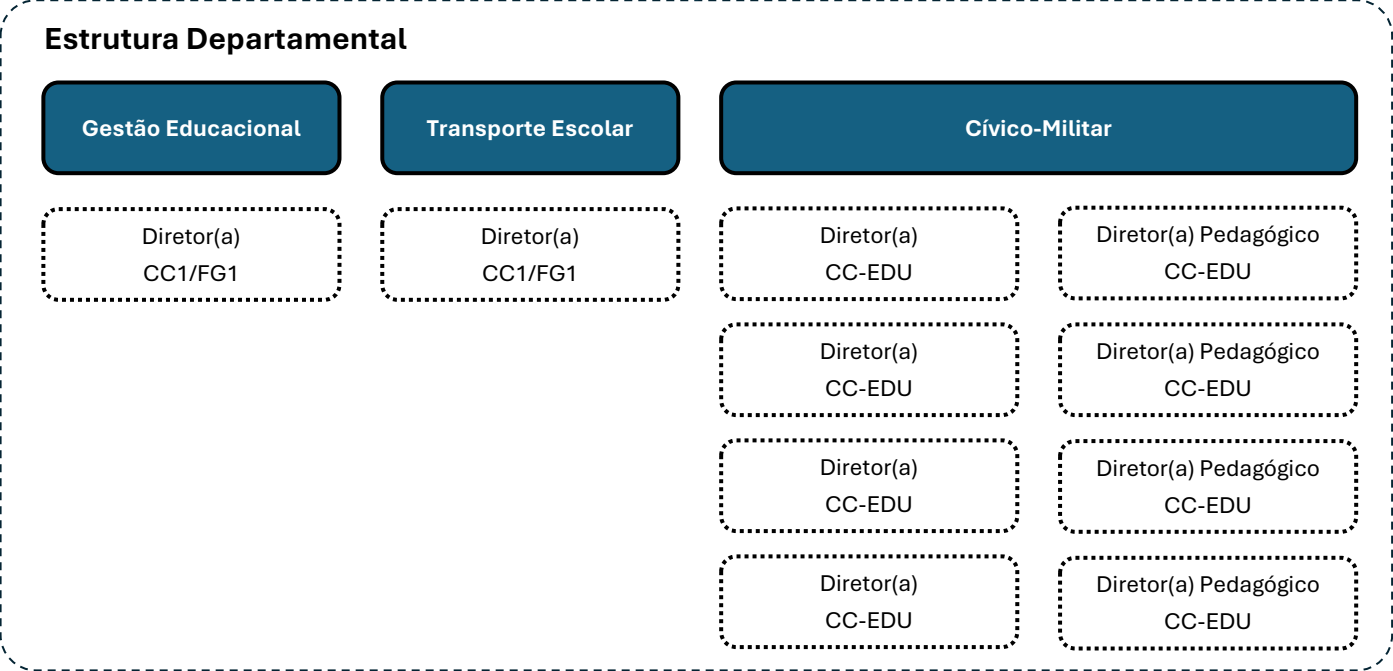 Estrutura Departamental
Gestão Educacional
Transporte Escolar
Cívico-Militar
Diretor(a)
CC1/FG1
Diretor(a)
CC1/FG1
Diretor(a)
CC-EDU
Diretor(a) Pedagógico
CC-EDU
Diretor(a)
CC-EDU
Diretor(a) Pedagógico
CC-EDU
Diretor(a)
CC-EDU
Diretor(a) Pedagógico
CC-EDU
Diretor(a)
CC-EDU
Diretor(a) Pedagógico
CC-EDU